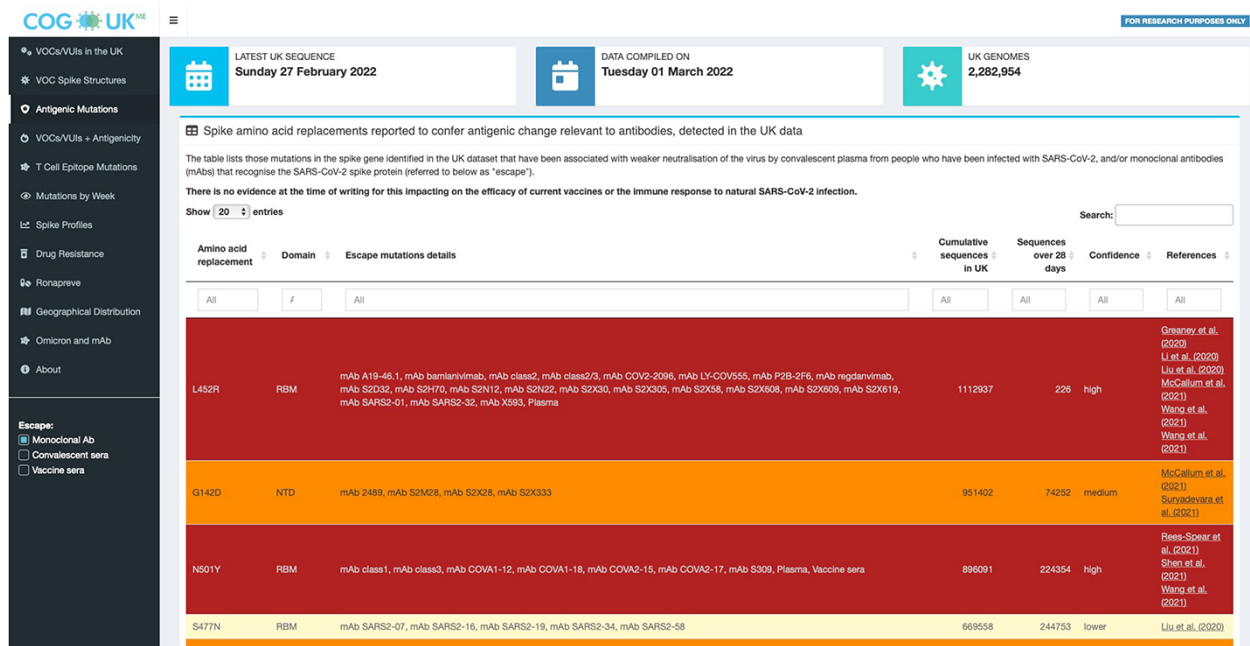 COG UK ME
FOR RESEARCH PURPOSES ONLY
VOCs/VUIs in the UK
VOC Spike Structures
Antigenic Mutations
VOCs/VUIs + Antigenicity
T Cell Epitope Mutations
Mutations by Week
Spike Profiles
Drug Resistance
Ronapreve
Geographical Distribution
Omicron and mAb
About
Escape:
Monoclonal Ab
Convalescent sera
Vaccine sera
LATEST UK SEQUENCE
Sunday 27 February 2022
DATA COMPILED ON
Tuesday 01 March 2022
UK GENOMES
2,282,954
Spike amino acid replacements reported to confer antigenic change relevant to antibodies, detected in the UK data
The table lists those mutations in the spike gene identified in the UK dataset that have been associated with weaker neutralisation of the virus by convalescent plasma from people who have been infected with SARS-CoV-2, and/or monoclonal antibodies
(mAbs) that recognise the SARS-CoV-2 spike protein (referred to below as "escape").
There is no evidence at the time of writing for this impacting on the efficacy of current vaccines or the immune response to natural SARS-CoV-2 infection.
Show 20 entries
Search:
Amino acid
replacement
Domain
Escape mutations details
Cumulative
sequences
in UK
Sequences
over 28
days
Confidence
References
All
All
All
All
All
All
L452R
RBM
mAb A19-46.1, mAb bamlanivimab, mAb class2, mAb class2/3, mAb COV2-2096, mAb LY-COV555, mAb P2B-2F6, mAb regdanvimab,
mAb S2D32, mAb S2H70, mAb S2N12, mAb S2N22, mAb S2X30, mAb S2X305, mAb S2X58, mAb S2X608, mAb S2X609, mAb S2X619,
mAb SARS2-01, mAb SARS2-32, mAb X593, Plasma
1112937
226
high
Greaney et al.
(2020)
Li et al. (2020)
Liu et al. (2020)
McCallum et al.
(2021)
Wang et al.
(2021)
Wang et al.
(2021)
G142D
NTD
mAb 2489, mAb S2M28, mAb S2X28, mAb S2X333
951402
74252
medium
McCallum et al.
(2021)
Suryadevara et
al. (2021)
N501Y
RBM
mAb class1, mAb class3, mAb COVA1-12, mAb COVA1-18, mAb COVA2-15, mAb COVA2-17, mAb S309, Plasma, Vaccine sera
896091
224354
high
Rees-Spear et
al. (2021)
Shen et al.
(2021)
Wang et al.
(2021)
S477N
RBM
mAb SARS2-07, mAb SARS2-16, mAb SARS2-19, mAb SARS2-34, mAb SARS2-58
669558
244753
lower
Liu et al. (2020)